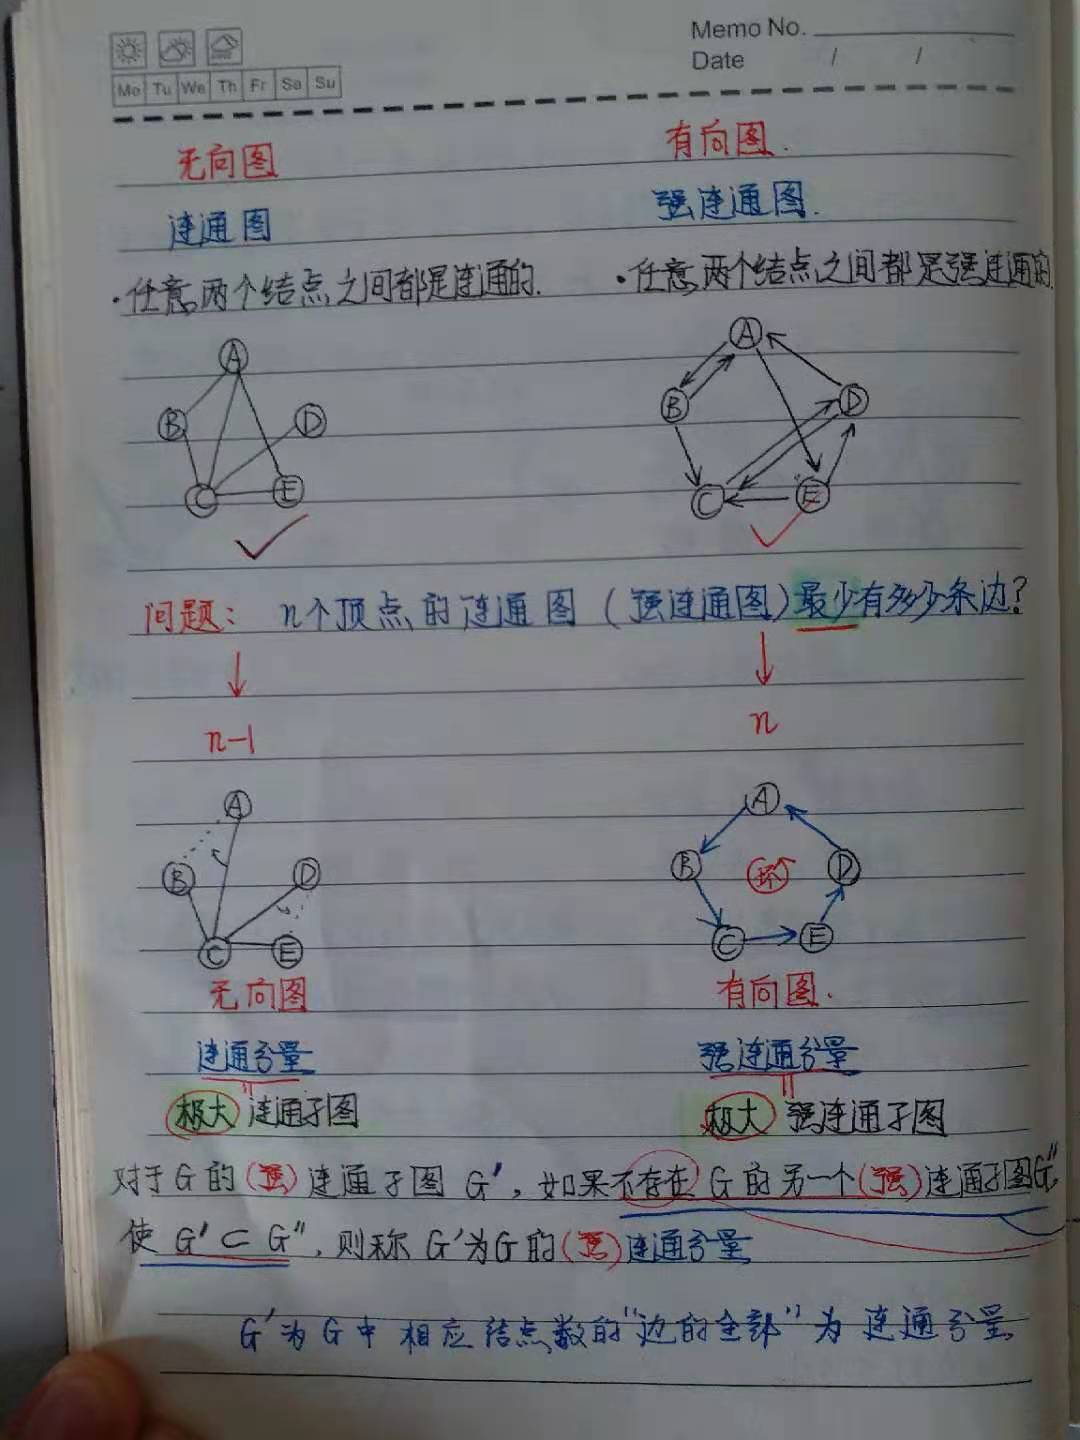 Memo No.
Date / /
Mo Tu We Th Fr Sa Su
无向图 有向图.
连通图 强连通图.
·任意两个结点之间都是连通的. ·任意两个结点之间都是强连通的.
A A
B D B D
C E C E
问题: n个顶点的连通图(强连通图)最少有多少条边?
n-1 n
A A
B D B 环 D
C E C E
无向图 有向图.
连通分量 强连通分量
极大 连通子图 极大 强连通子图
对于G的(强)连通子图 G′,如果不存在G的另一个(强)连通子图G″,
使 G′⊂G″,则称 G′为G的(强)连通分量
G′为G中相应结点数的“边的全部”为连通分量.